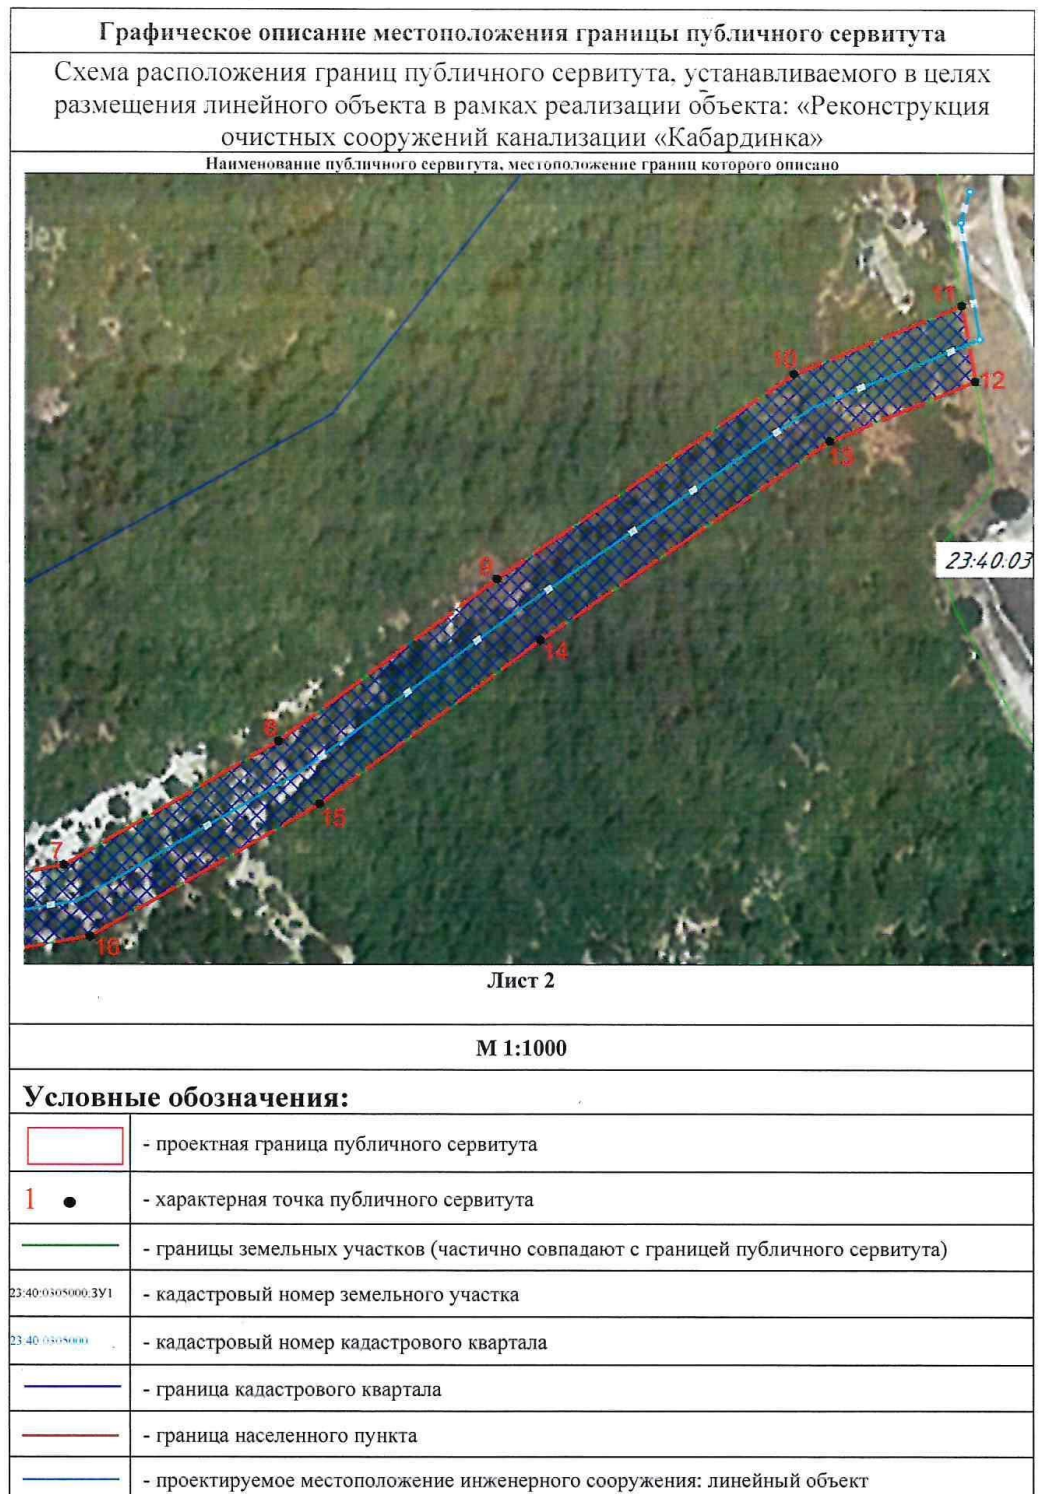 Графическое описание местоположения границы публичного сервитута
Схема расположения границ публичного сервитута, устанавливаемого в целях
размещения линейного объекта в рамках реализации объекта: «Реконструкция
очистных сооружений канализации «Кабардинка»
Наименование публичного сервитута, местоположение границ которого описано
dex
11
10
12
13
23:40:03
9
14
8
15
7
16
Лист 2
М 1:1000
Условные обозначения:
- проектная граница публичного сервитута
1 - характерная точка публичного сервитута
- границы земельных участков (частично совпадают с границей публичного сервитута)
23:40:0305000:ЗУ1 - кадастровый номер земельного участка
23:40:0305000 - кадастровый номер кадастрового квартала
- граница кадастрового квартала
- граница населенного пункта
- проектируемое местоположение инженерного сооружения: линейный объект